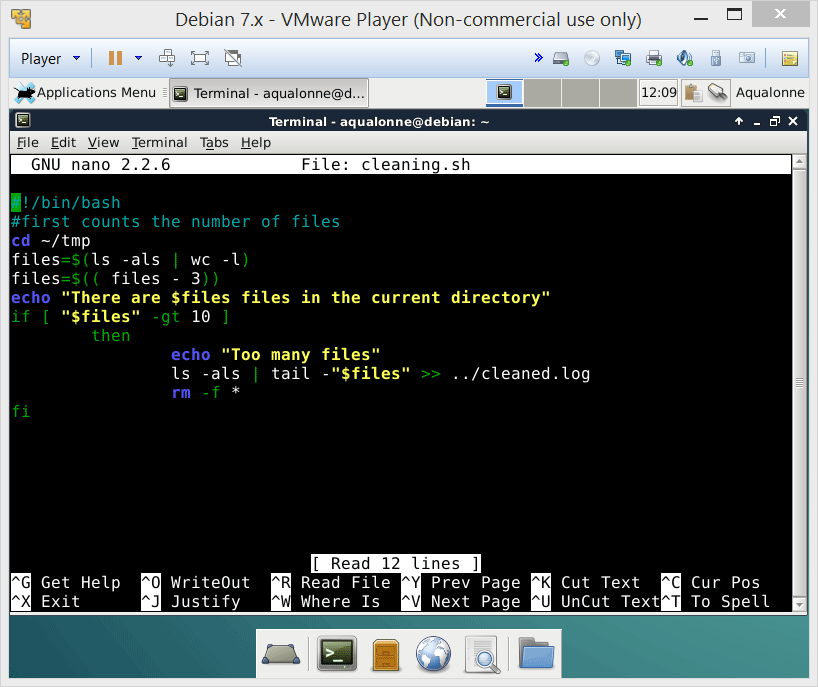 Debian 7.x - VMware Player (Non-commercial use only)
Player
Applications Menu
Terminal - aqualonne@d...
12:09
Aqualonne
Terminal - aqualonne@debian: ~
File Edit View Terminal Tabs Help
GNU nano 2.2.6 File: cleaning.sh
#!/bin/bash
#first counts the number of files
cd ~/tmp
files=$(ls -als | wc -l)
files=$(( files - 3))
echo "There are $files files in the current directory"
if [ "$files" -gt 10 ]
then
echo "Too many files"
ls -als | tail -"$files" >> ../cleaned.log
rm -f *
fi
[ Read 12 lines ]
^G Get Help ^O WriteOut ^R Read File ^Y Prev Page ^K Cut Text ^C Cur Pos
^X Exit ^J Justify ^W Where Is ^V Next Page ^U UnCut Text ^T To Spell